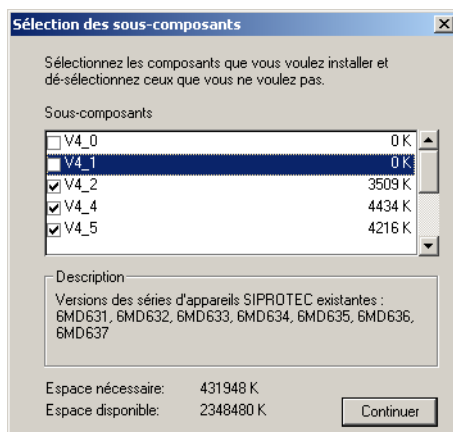 Sélection des sous-composants
Sélectionnez les composants que vous voulez installer et
dé-sélectionnez ceux que vous ne voulez pas.
Sous-composants
V4_0 0 K
V4_1 0 K
V4_2 3509 K
V4_4 4434 K
V4_5 4216 K
Description
Versions des séries d'appareils SIPROTEC existantes :
6MD631, 6MD632, 6MD633, 6MD634, 6MD635, 6MD636,
6MD637
Espace nécessaire: 431948 K
Espace disponible: 2348480 K
Continuer